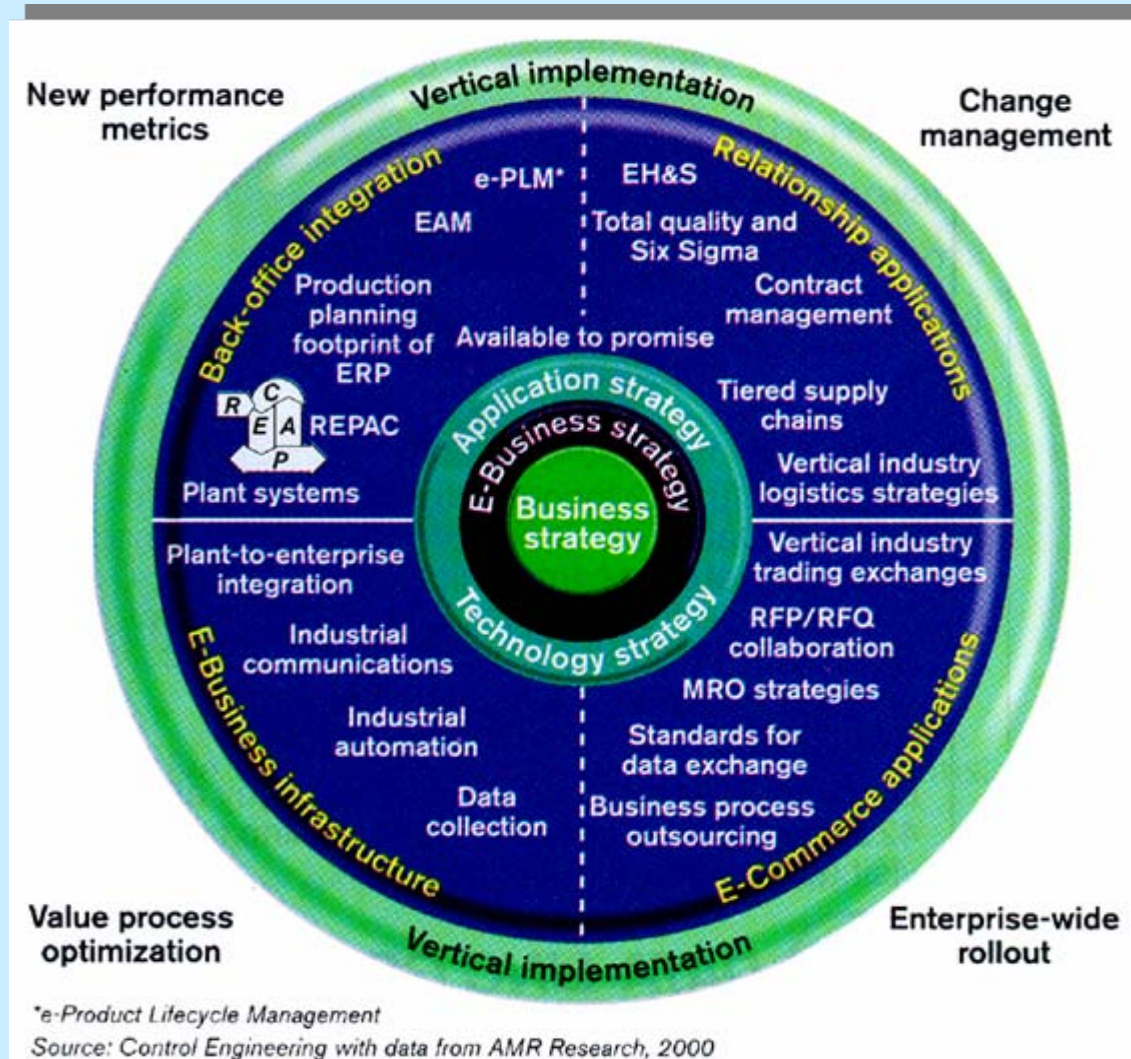 New performance
metrics
Vertical implementation
Change
management
Back-office integration
Relationship applications
e-PLM*
EAM
Production
planning
footprint of
ERP
R
C
E
A
P
REPAC
Plant systems
EH&S
Total quality and
Six Sigma
Contract
management
Available to promise
Tiered supply
chains
Vertical industry
logistics strategies
Application strategy
E-Business strategy
Business
strategy
Technology strategy
Plant-to-enterprise
integration
Industrial
communications
Industrial
automation
Data
collection
E-Business infrastructure
Vertical industry
trading exchanges
RFP/RFQ
collaboration
MRO strategies
Standards for
data exchange
Business process
outsourcing
E-Commerce applications
Value process
optimization
Vertical implementation
Enterprise-wide
rollout
*e-Product Lifecycle Management
Source: Control Engineering with data from AMR Research, 2000